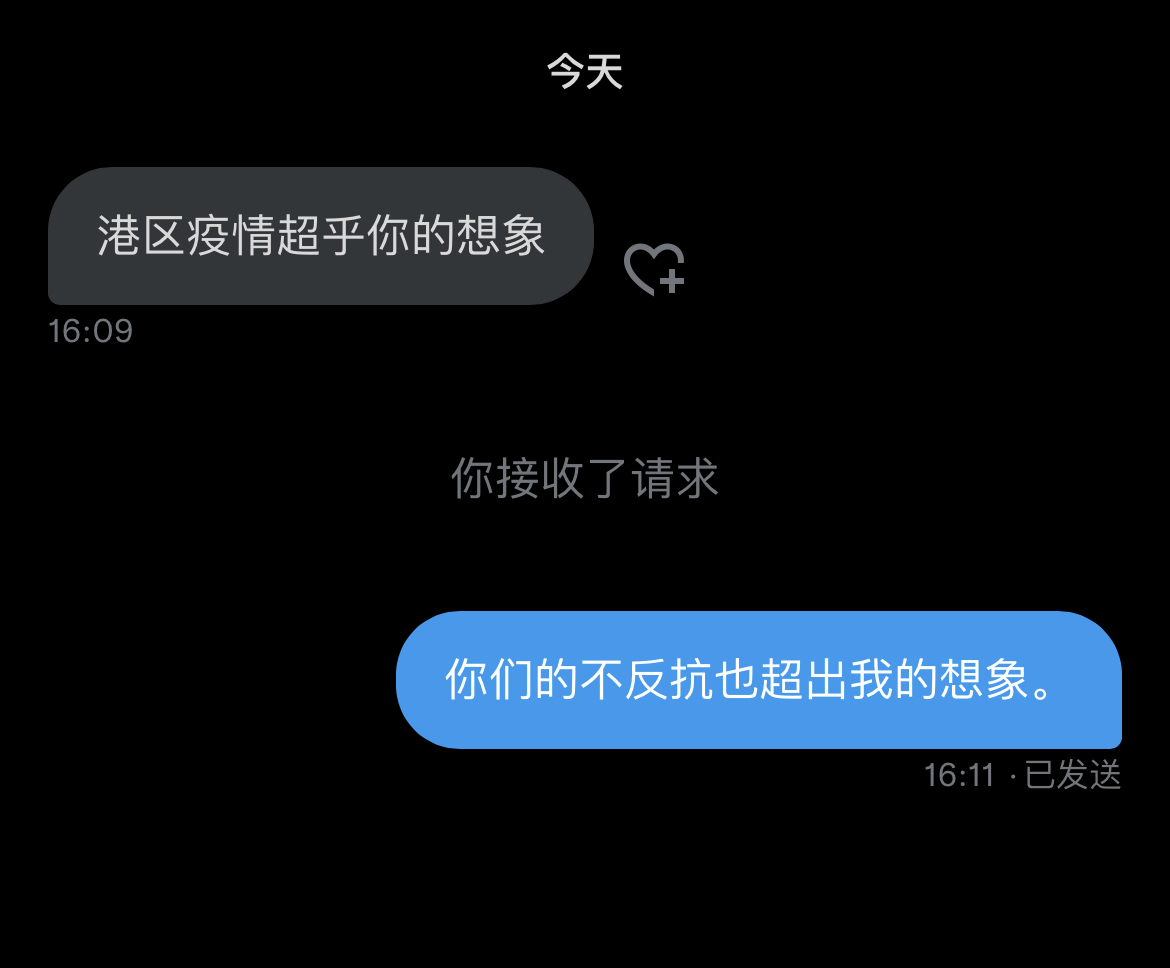 今天
港区疫情超乎你的想象
16:09
你接收了请求
你们的不反抗也超出我的想象。
16:11 · 已发送